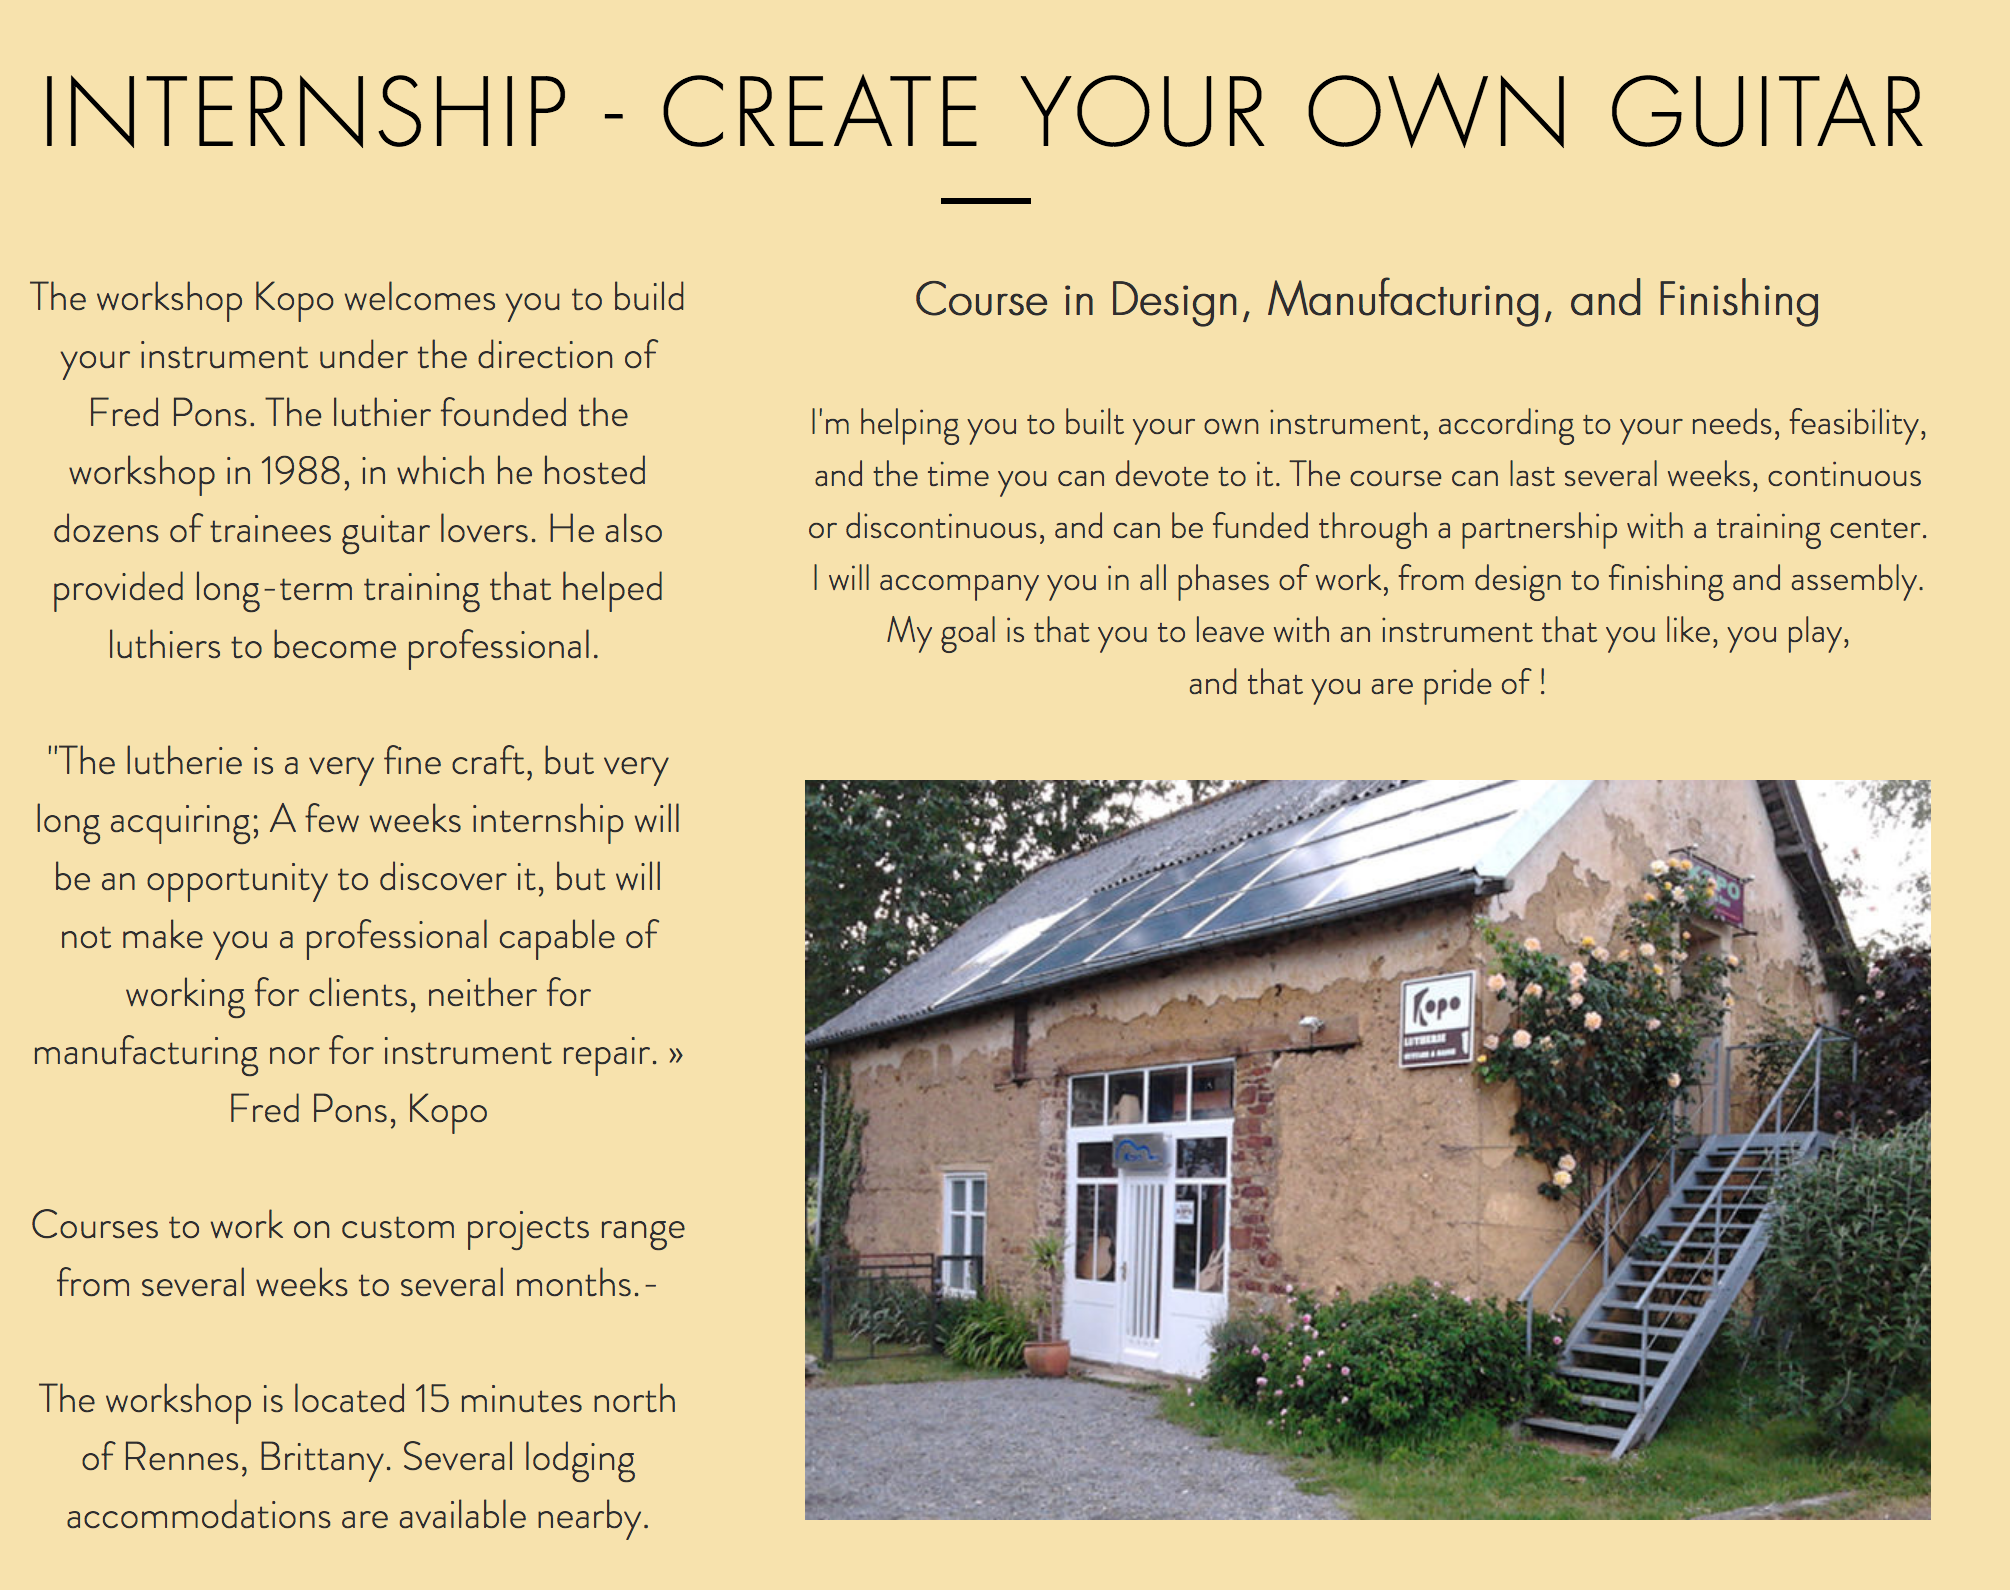 INTERNSHIP - CREATE YOUR OWN GUITAR
The workshop Kopo welcomes you to build
your instrument under the direction of
Fred Pons. The luthier founded the
workshop in 1988, in which he hosted
dozens of trainees guitar lovers. He also
provided long-term training that helped
luthiers to become professional.
"The lutherie is a very fine craft, but very
long acquiring; A few weeks internship will
be an opportunity to discover it, but will
not make you a professional capable of
working for clients, neither for
manufacturing nor for instrument repair. »
Fred Pons, Kopo
Courses to work on custom projects range
from several weeks to several months.-
The workshop is located 15 minutes north
of Rennes, Brittany. Several lodging
accommodations are available nearby.
Course in Design, Manufacturing, and Finishing
I'm helping you to built your own instrument, according to your needs, feasibility,
and the time you can devote to it. The course can last several weeks, continuous
or discontinuous, and can be funded through a partnership with a training center.
I will accompany you in all phases of work, from design to finishing and assembly.
My goal is that you to leave with an instrument that you like, you play,
and that you are pride of !
KOPO
Kopo
LUTHERIE